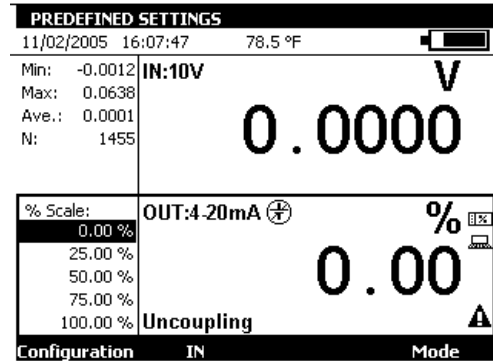 PREDEFINED SETTINGS
11/02/2005 16:07:47 78.5 °F
Min: -0.0012
Max: 0.0638
Ave.: 0.0001
N: 1455
IN:10V
V
0.0000
% Scale:
0.00 %
25.00 %
50.00 %
75.00 %
100.00 %
OUT:4-20mA
%
0.00
Uncoupling
Configuration IN Mode